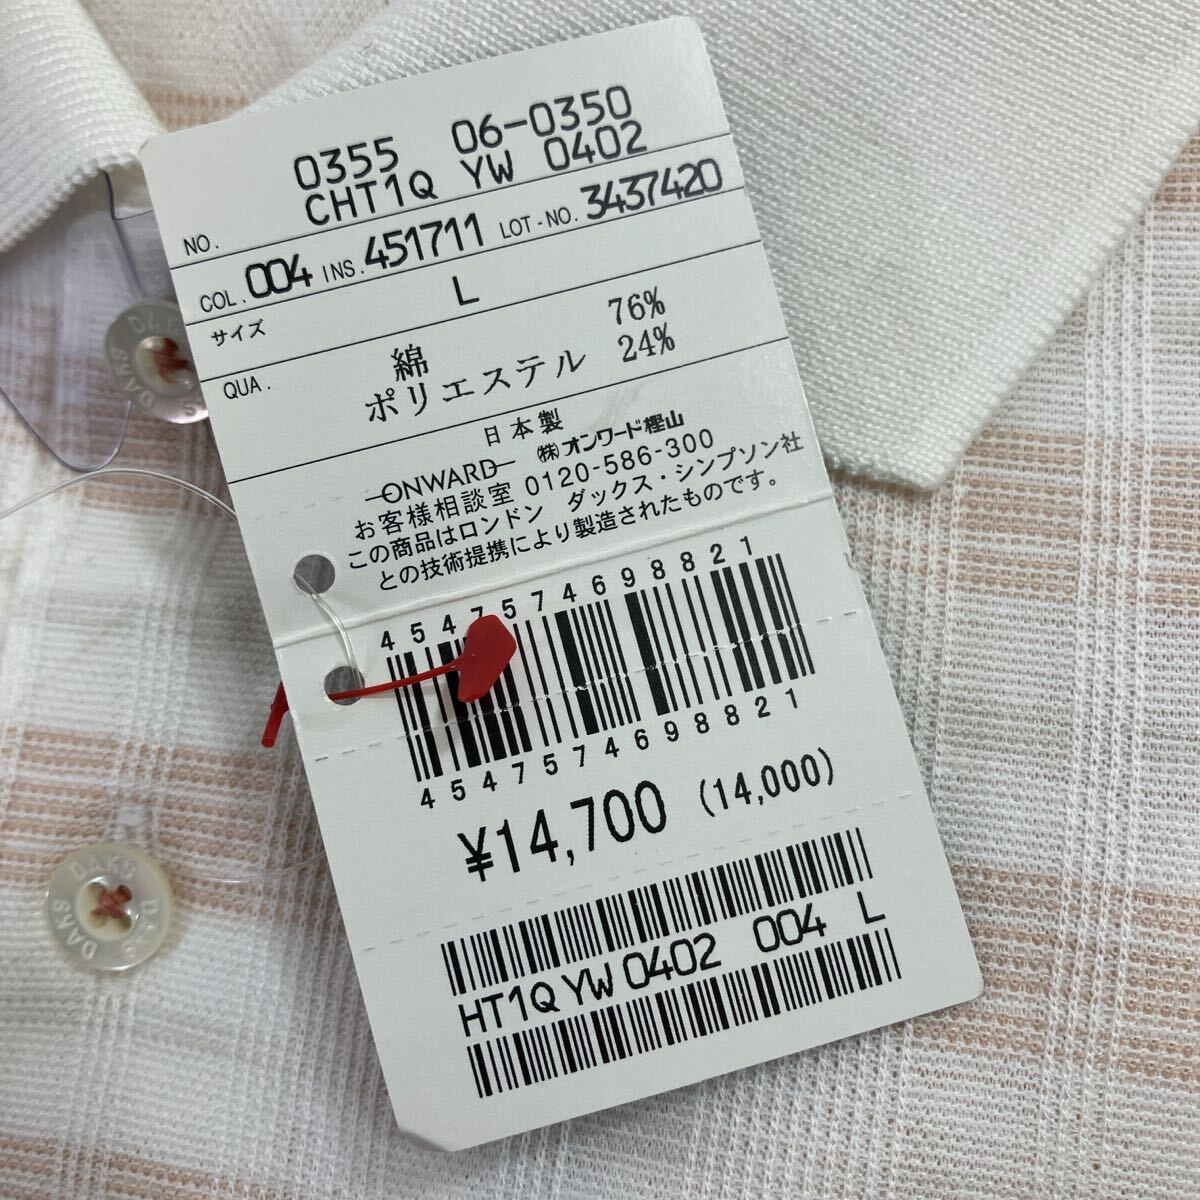 0355 06-0350
NO. CHT1Q YW 0402
COL. 004 INS. 451711 LOT-NO. 3437420
サイズ L
QUA. 綿 76%
ポリエステル 24%
日本製
ONWARD ㈱オンワード樫山
お客様相談室 0120-586-300
この商品はロンドン ダックス・シンプソン社
との技術提携により製造されたものです。
4547574698821
4547574698821
¥14,700 (14,000)
HT1Q YW 0402 004 L
DAKS
DAKS
DAKS